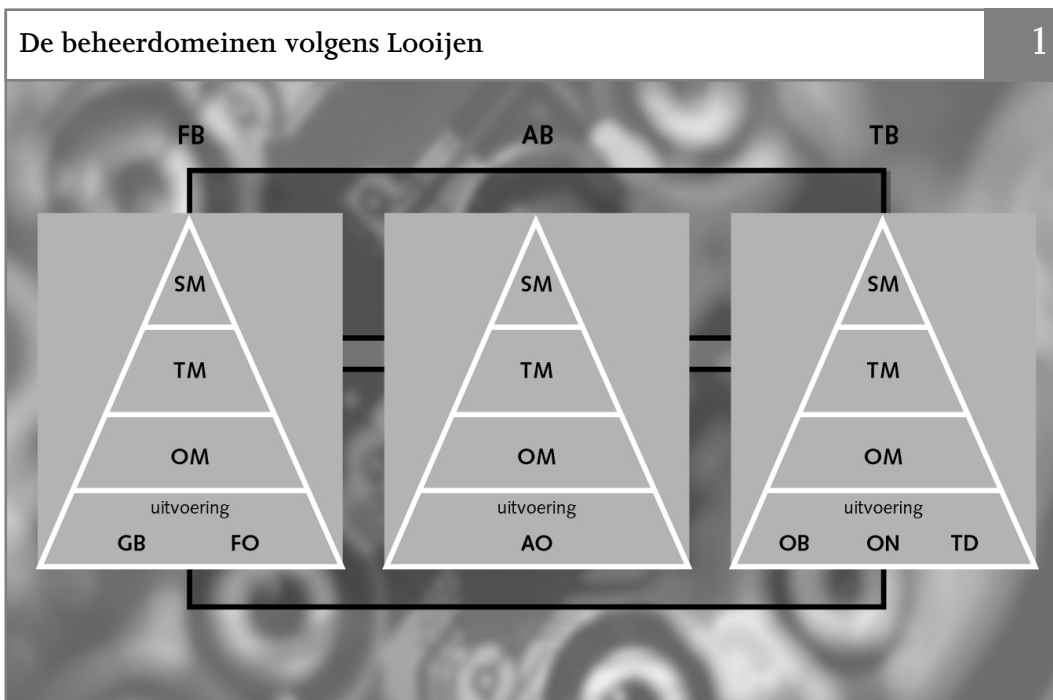 De beheerdomeinen volgens Looijen 1
FB AB TB
SM SM SM
TM TM TM
OM OM OM
uitvoering uitvoering uitvoering
GB FO AO OB ON TD